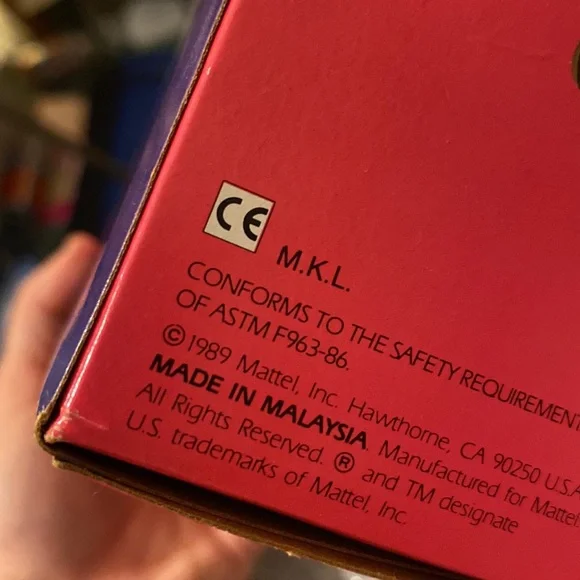 CE
M.K.L.
CONFORMS TO THE SAFETY REQUIREMENT
OF ASTM F963-86.
© 1989 Mattel, Inc. Hawthorne, CA 90250 U.S.A
MADE IN MALAYSIA. Manufactured for Mattel
All Rights Reserved. ® and TM designate
U.S. trademarks of Mattel, Inc.